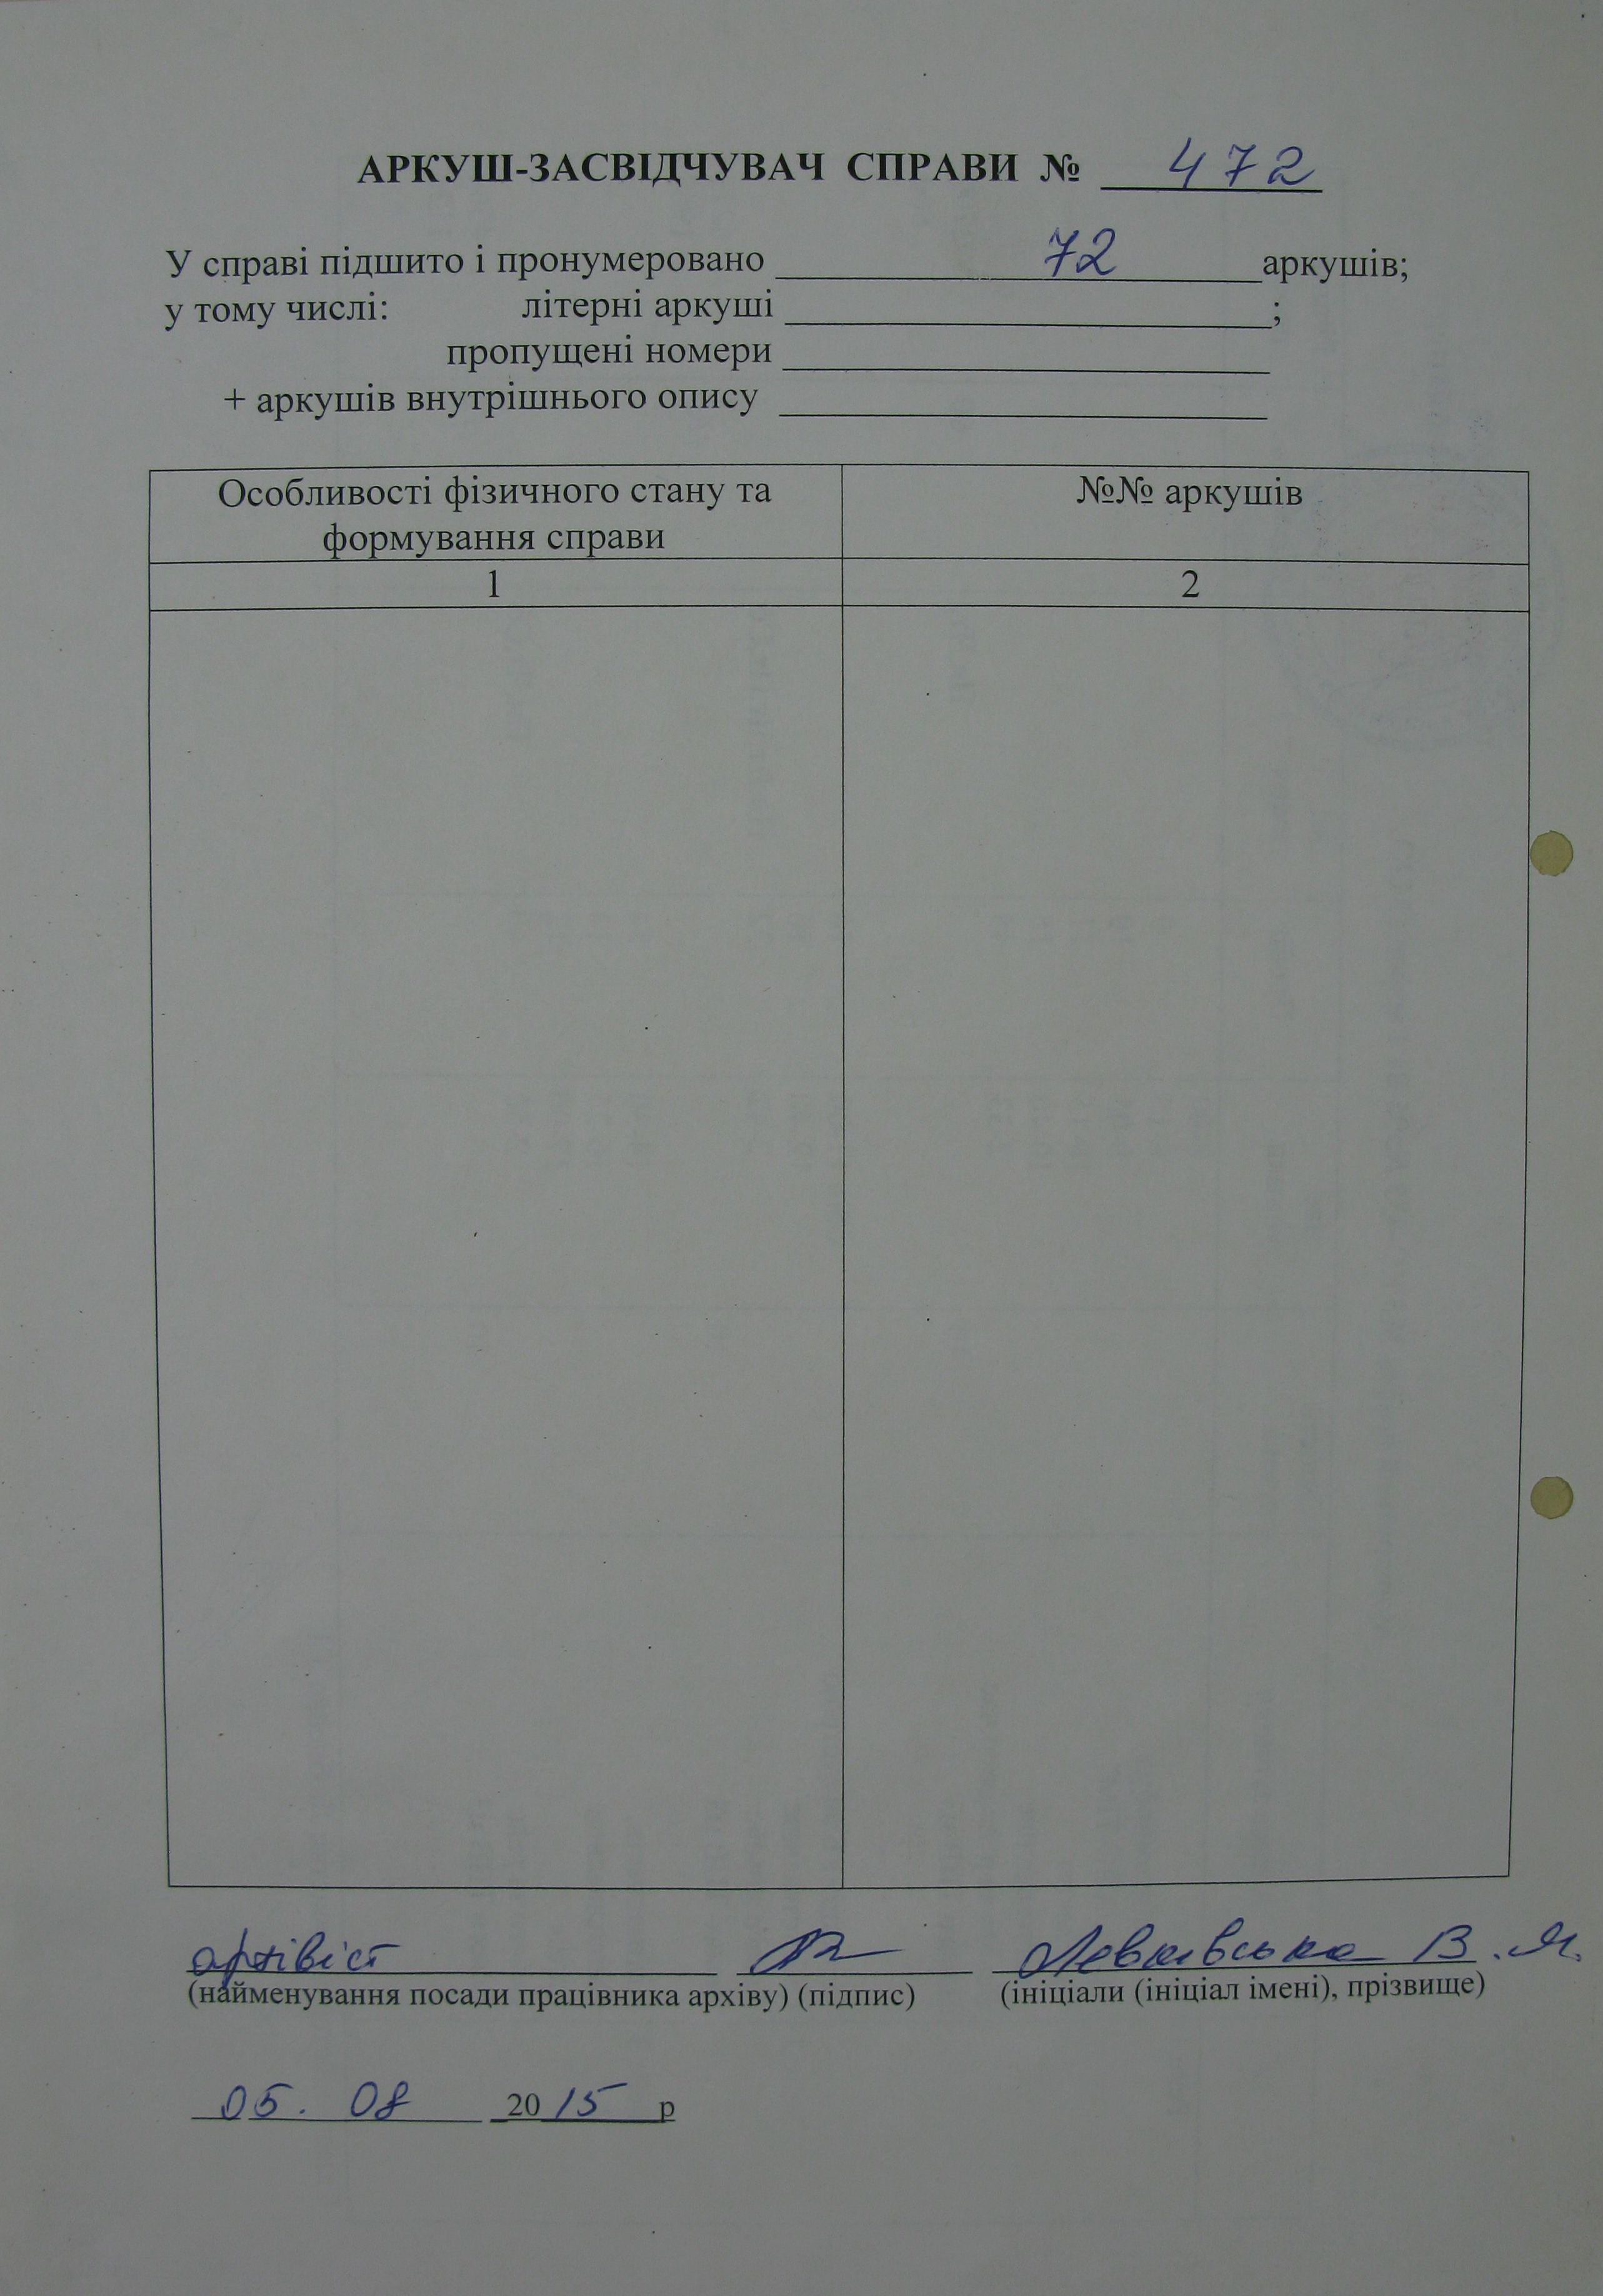 АРКУШ-ЗАСВІДЧУВАЧ СПРАВИ № 472
У справі підшито і пронумеровано 72 аркушів;
у тому числі: літерні аркуші ;
пропущені номери
+ аркушів внутрішнього опису
Особливості фізичного стану та
формування справи
№№ аркушів
1 2
архівіст Левківська В.
(найменування посади працівника архіву) (підпис) (ініціали (ініціал імені), прізвище)
05. 08 2015 р